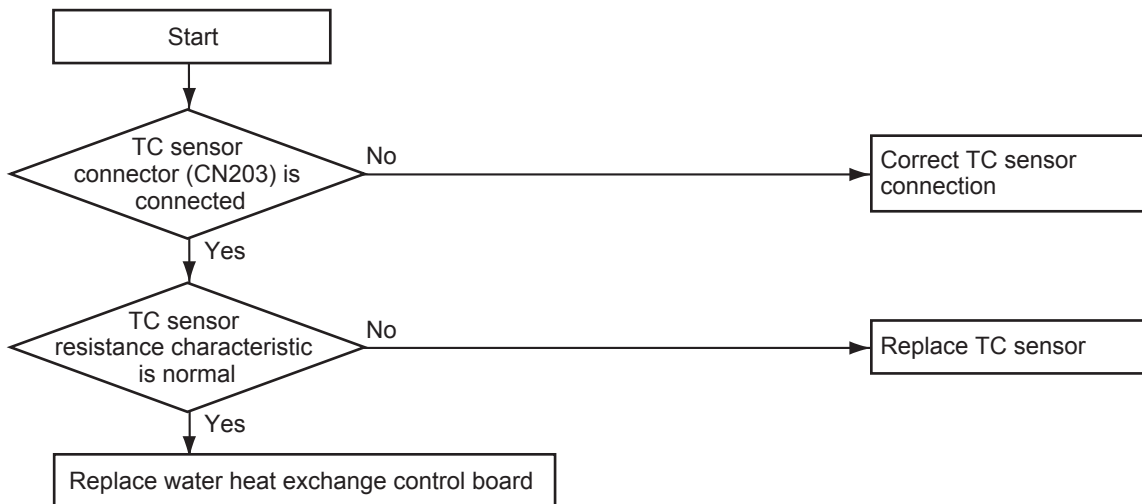 Start
TC sensor
connector (CN203) is
connected
No
Correct TC sensor
connection
Yes
TC sensor
resistance characteristic
is normal
No
Replace TC sensor
Yes
Replace water heat exchange control board